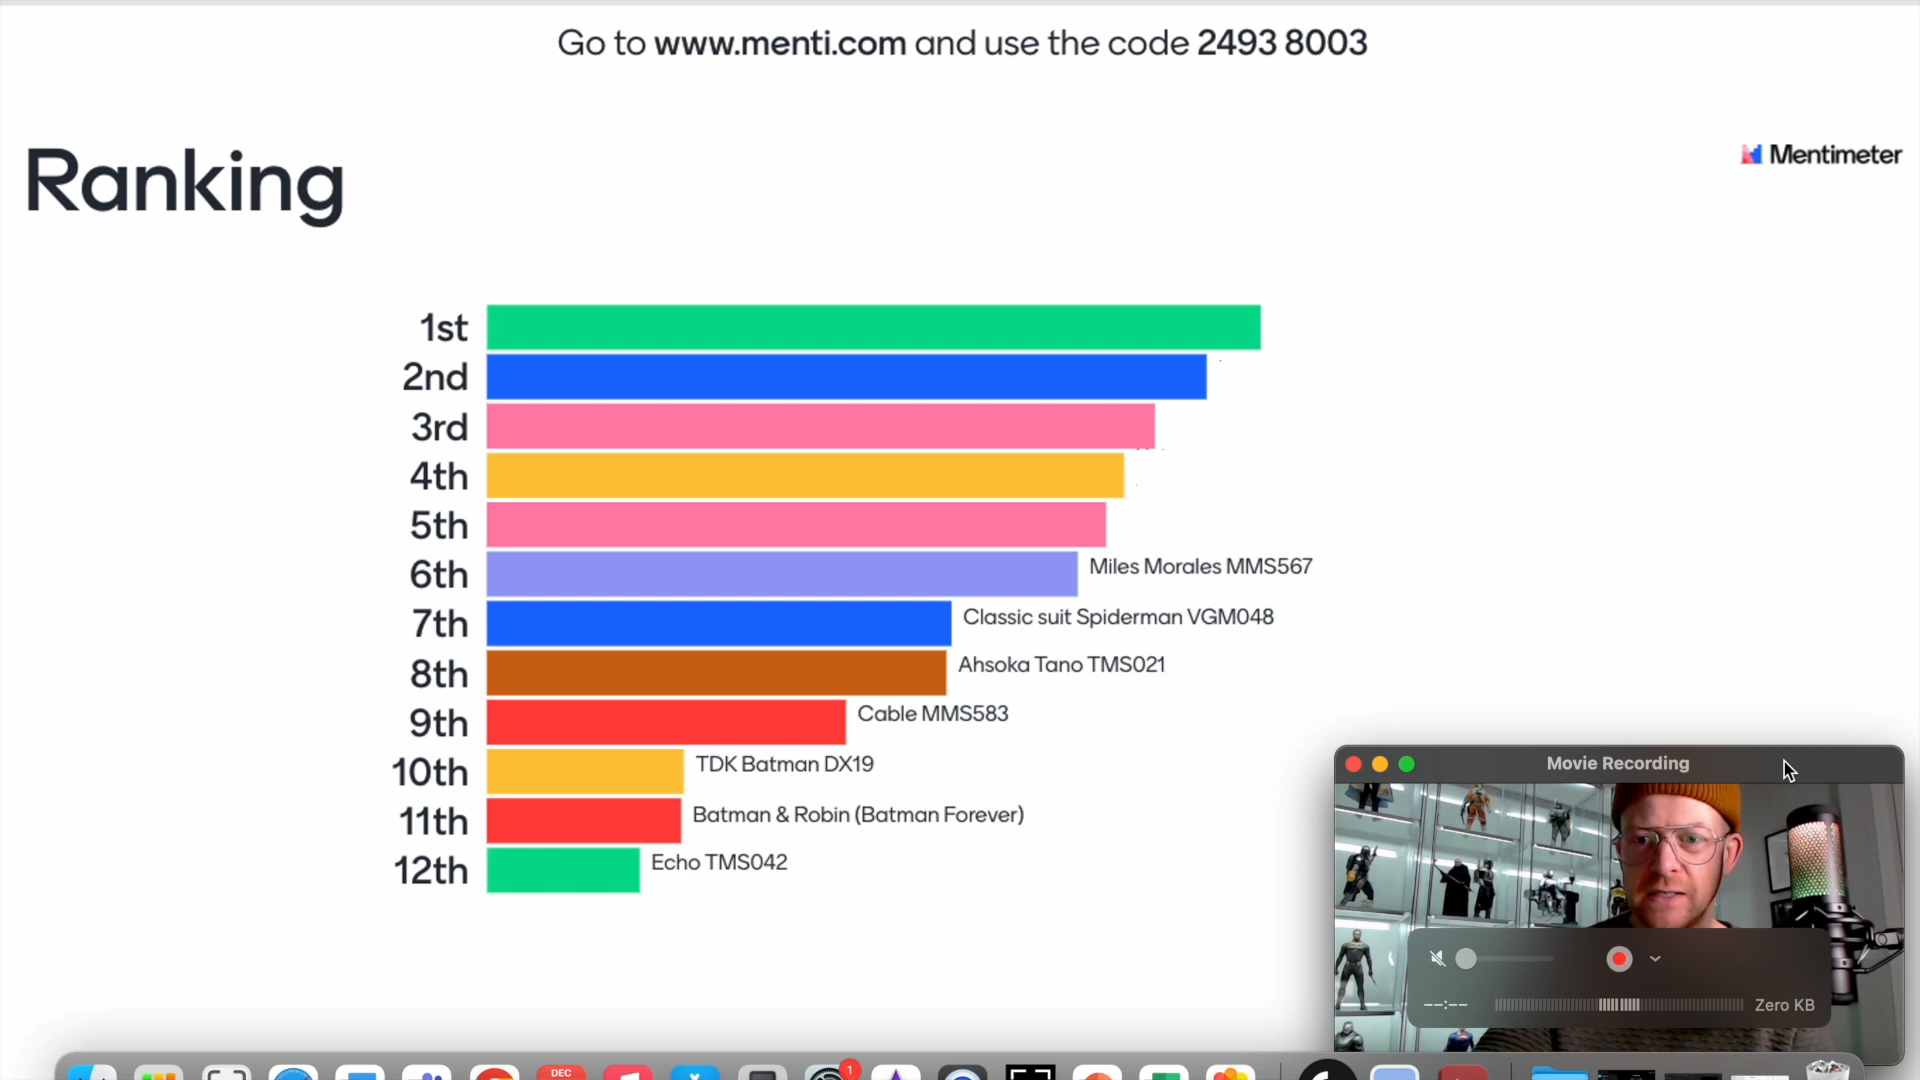 Go to www.menti.com and use the code 2493 8003
Ranking
Mentimeter
1st
2nd
3rd
4th
5th
6th Miles Morales MMS567
7th Classic suit Spiderman VGM048
8th Ahsoka Tano TMS021
9th Cable MMS583
10th TDK Batman DX19
11th Batman & Robin (Batman Forever)
12th Echo TMS042
Movie Recording
--:-- Zero KB
DEC
1